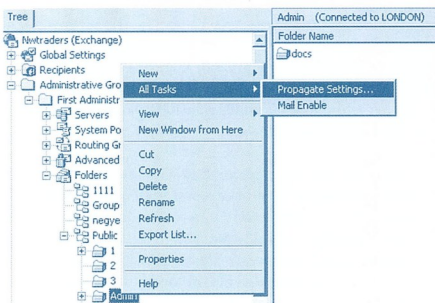 Tree
Admin (Connected to LONDON)
Folder Name
docs
Nwtraders (Exchange)
Global Settings
Recipients
Administrative Gro
First Administr
Servers
System Po
Routing Gr
Advanced
Folders
1111
Group
negye
Public
1
2
3
Admin
New
All Tasks
View
New Window from Here
Cut
Copy
Delete
Rename
Refresh
Export List...
Properties
Help
Propagate Settings...
Mail Enable